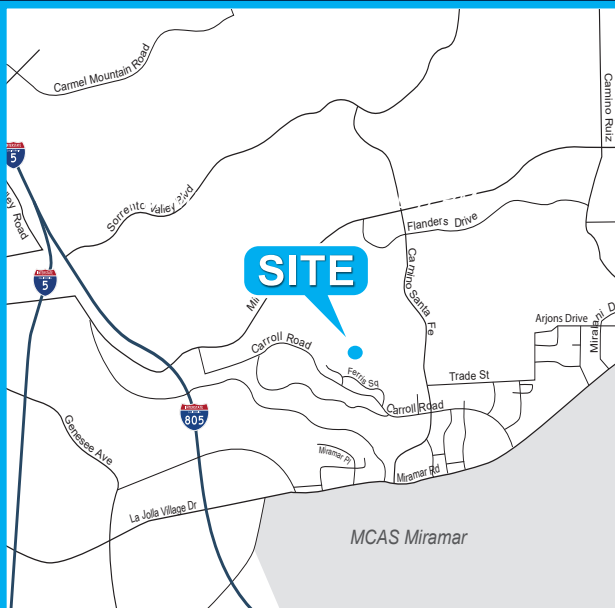 Carmel Mountain Road
Camino Ruiz
5
Sorrento Valley Blvd
Road
Flanders Drive
SITE
5
Camino Santa Fe
Arjons Drive
Carroll Road
Ferris Sq
Trade St
Carroll Road
805
Genesee Ave
Miramar Pl
Miramar Rd
La Jolla Village Dr
MCAS Miramar